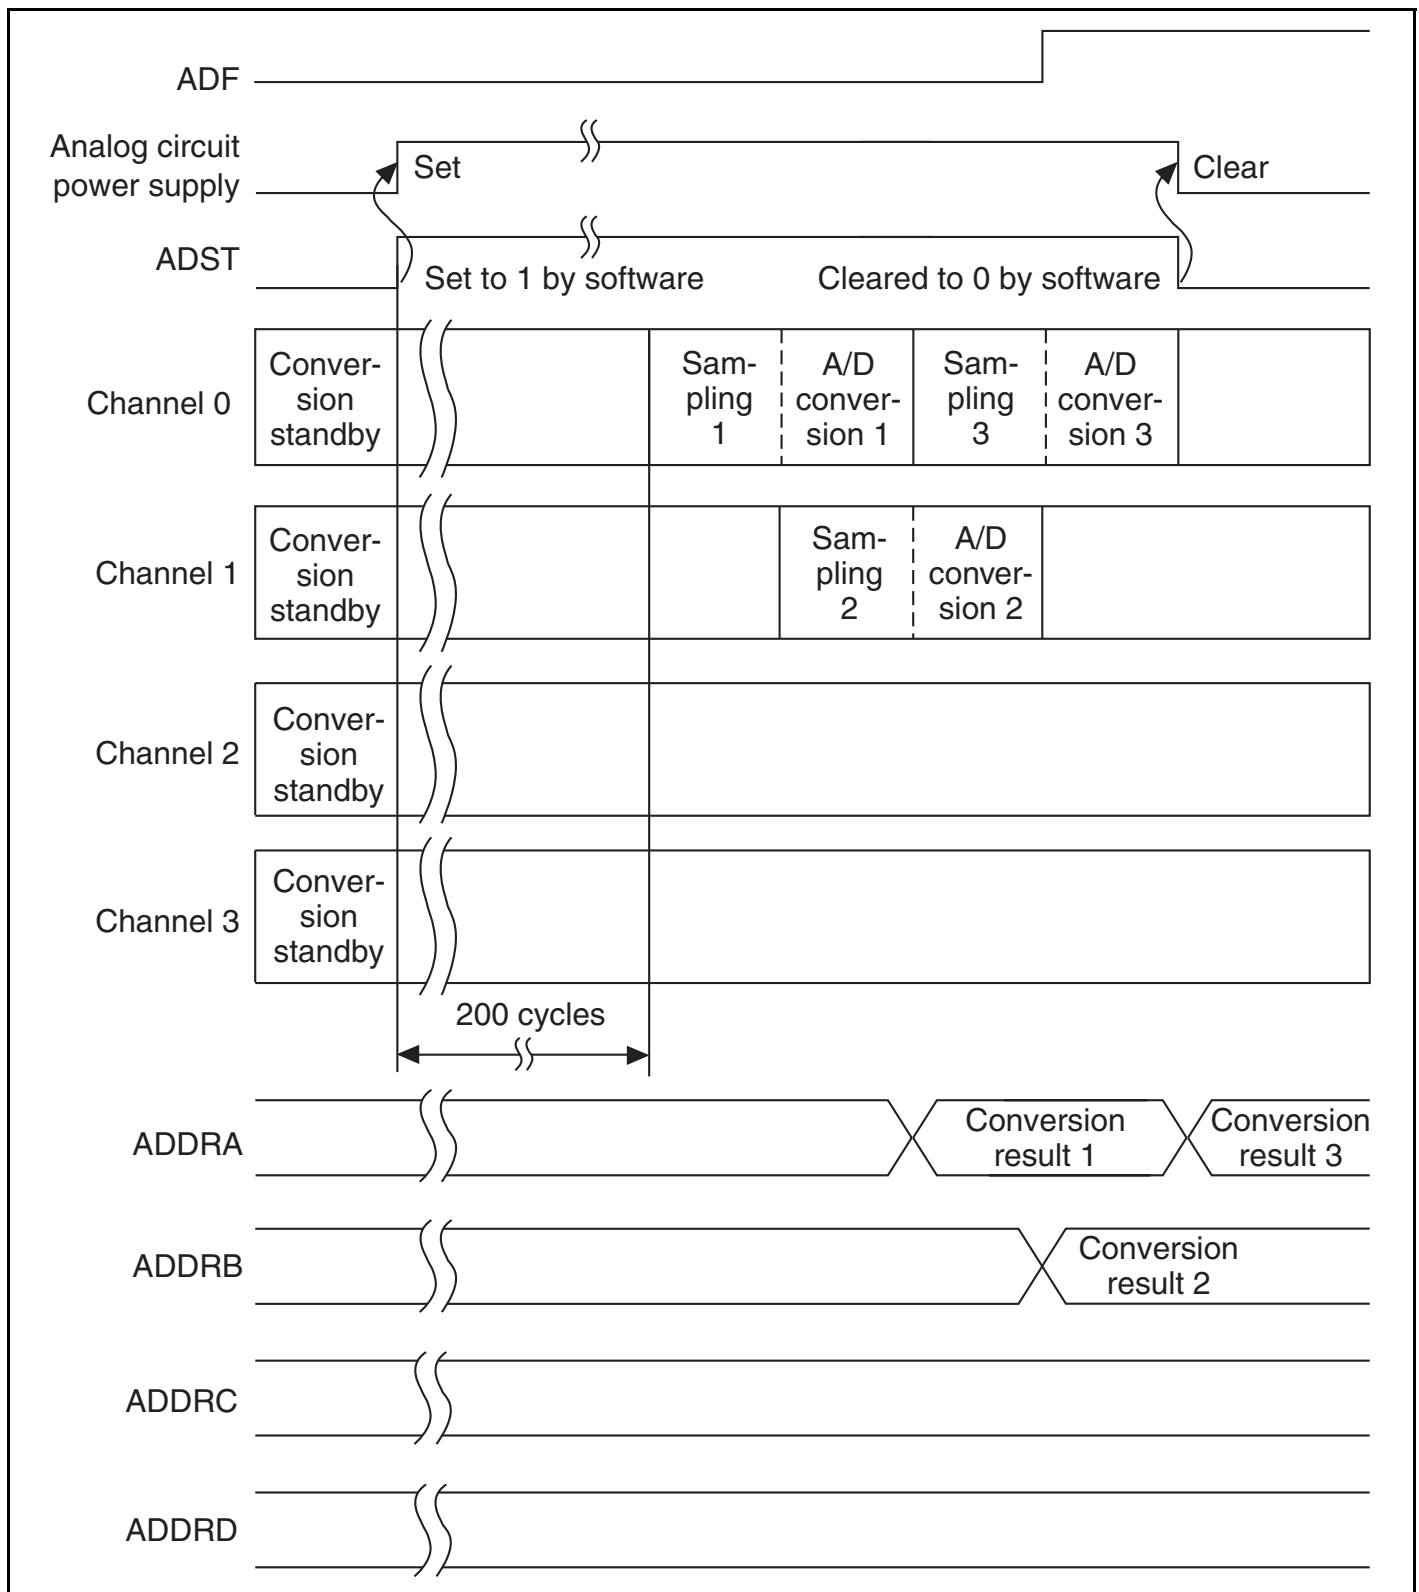 ADF
Analog circuit
power supply
Set
Clear
ADST
Set to 1 by software
Cleared to 0 by software
Channel 0
Conver-
sion
standby
Sam-
pling
1
A/D
conver-
sion 1
Sam-
pling
3
A/D
conver-
sion 3
Channel 1
Conver-
sion
standby
Sam-
pling
2
A/D
conver-
sion 2
Channel 2
Conver-
sion
standby
Channel 3
Conver-
sion
standby
200 cycles
ADDRA
Conversion
result 1
Conversion
result 3
ADDRB
Conversion
result 2
ADDRC
ADDRD